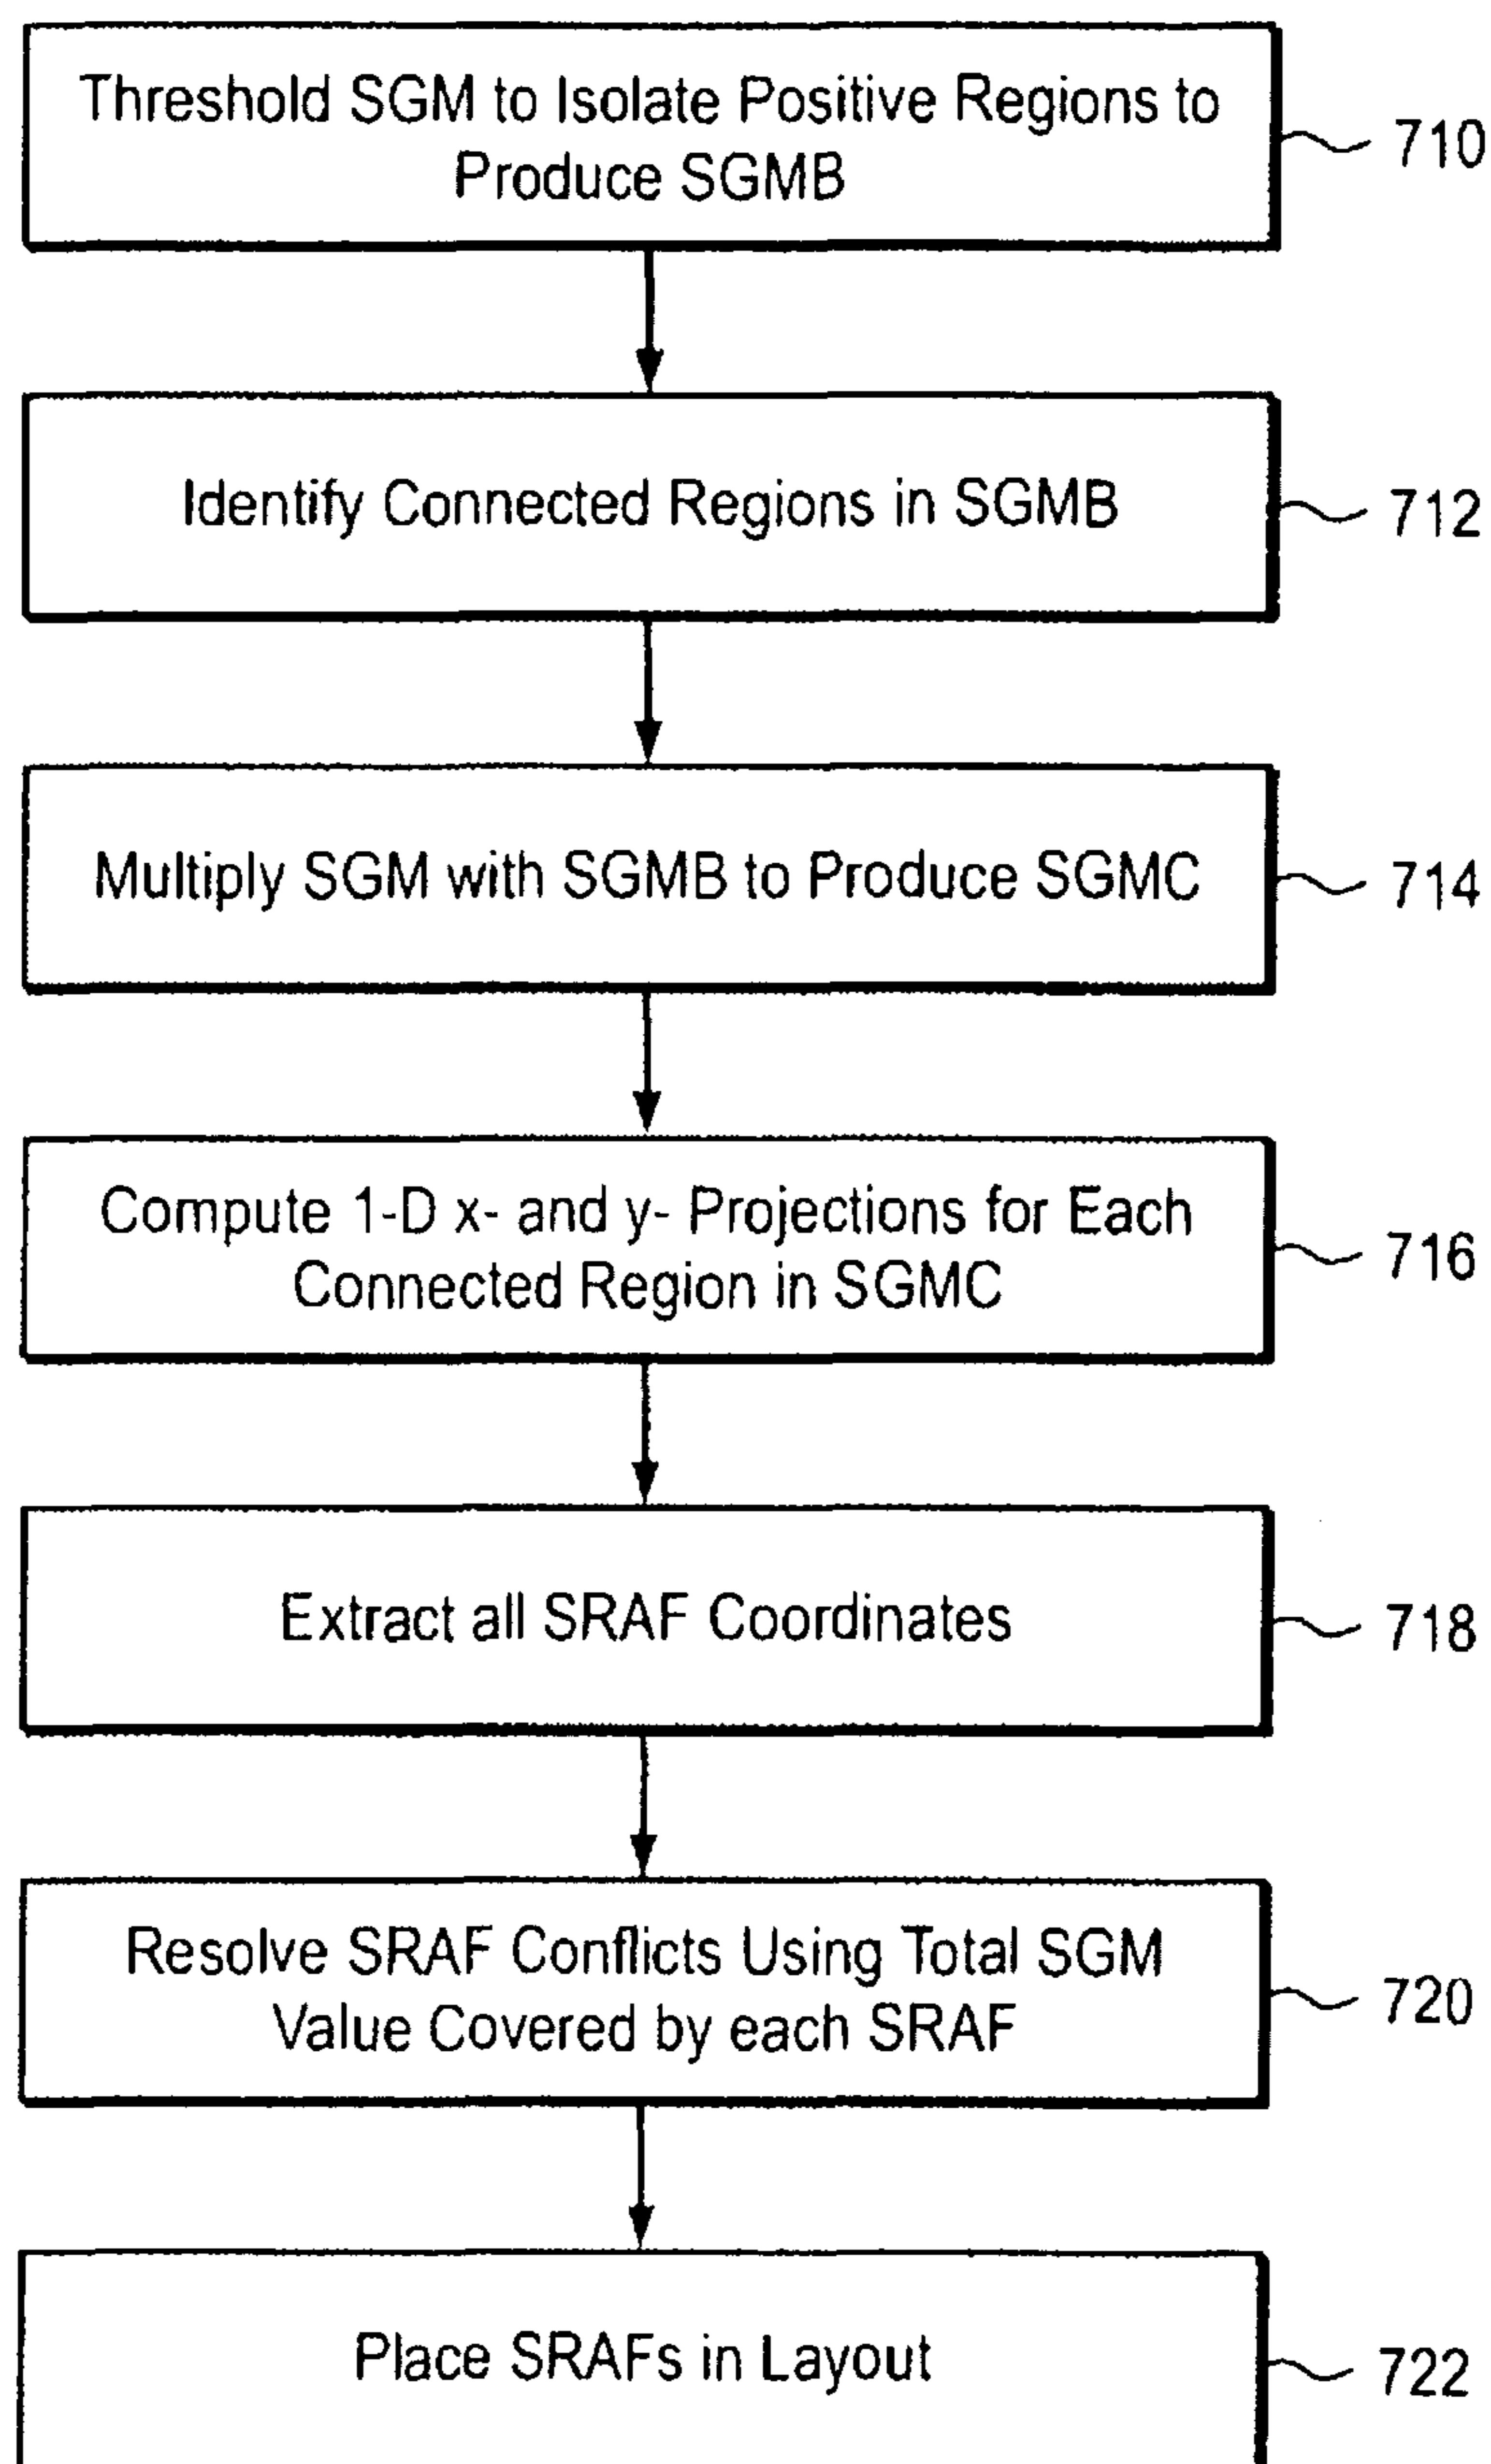 Threshold SGM to Isolate Positive Regions to
Produce SGMB
710
Identify Connected Regions in SGMB
712
Multiply SGM with SGMB to Produce SGMC
714
Compute 1-D x- and y- Projections for Each
Connected Region in SGMC
716
Extract all SRAF Coordinates
718
Resolve SRAF Conflicts Using Total SGM
Value Covered by each SRAF
720
Place SRAFs in Layout
722